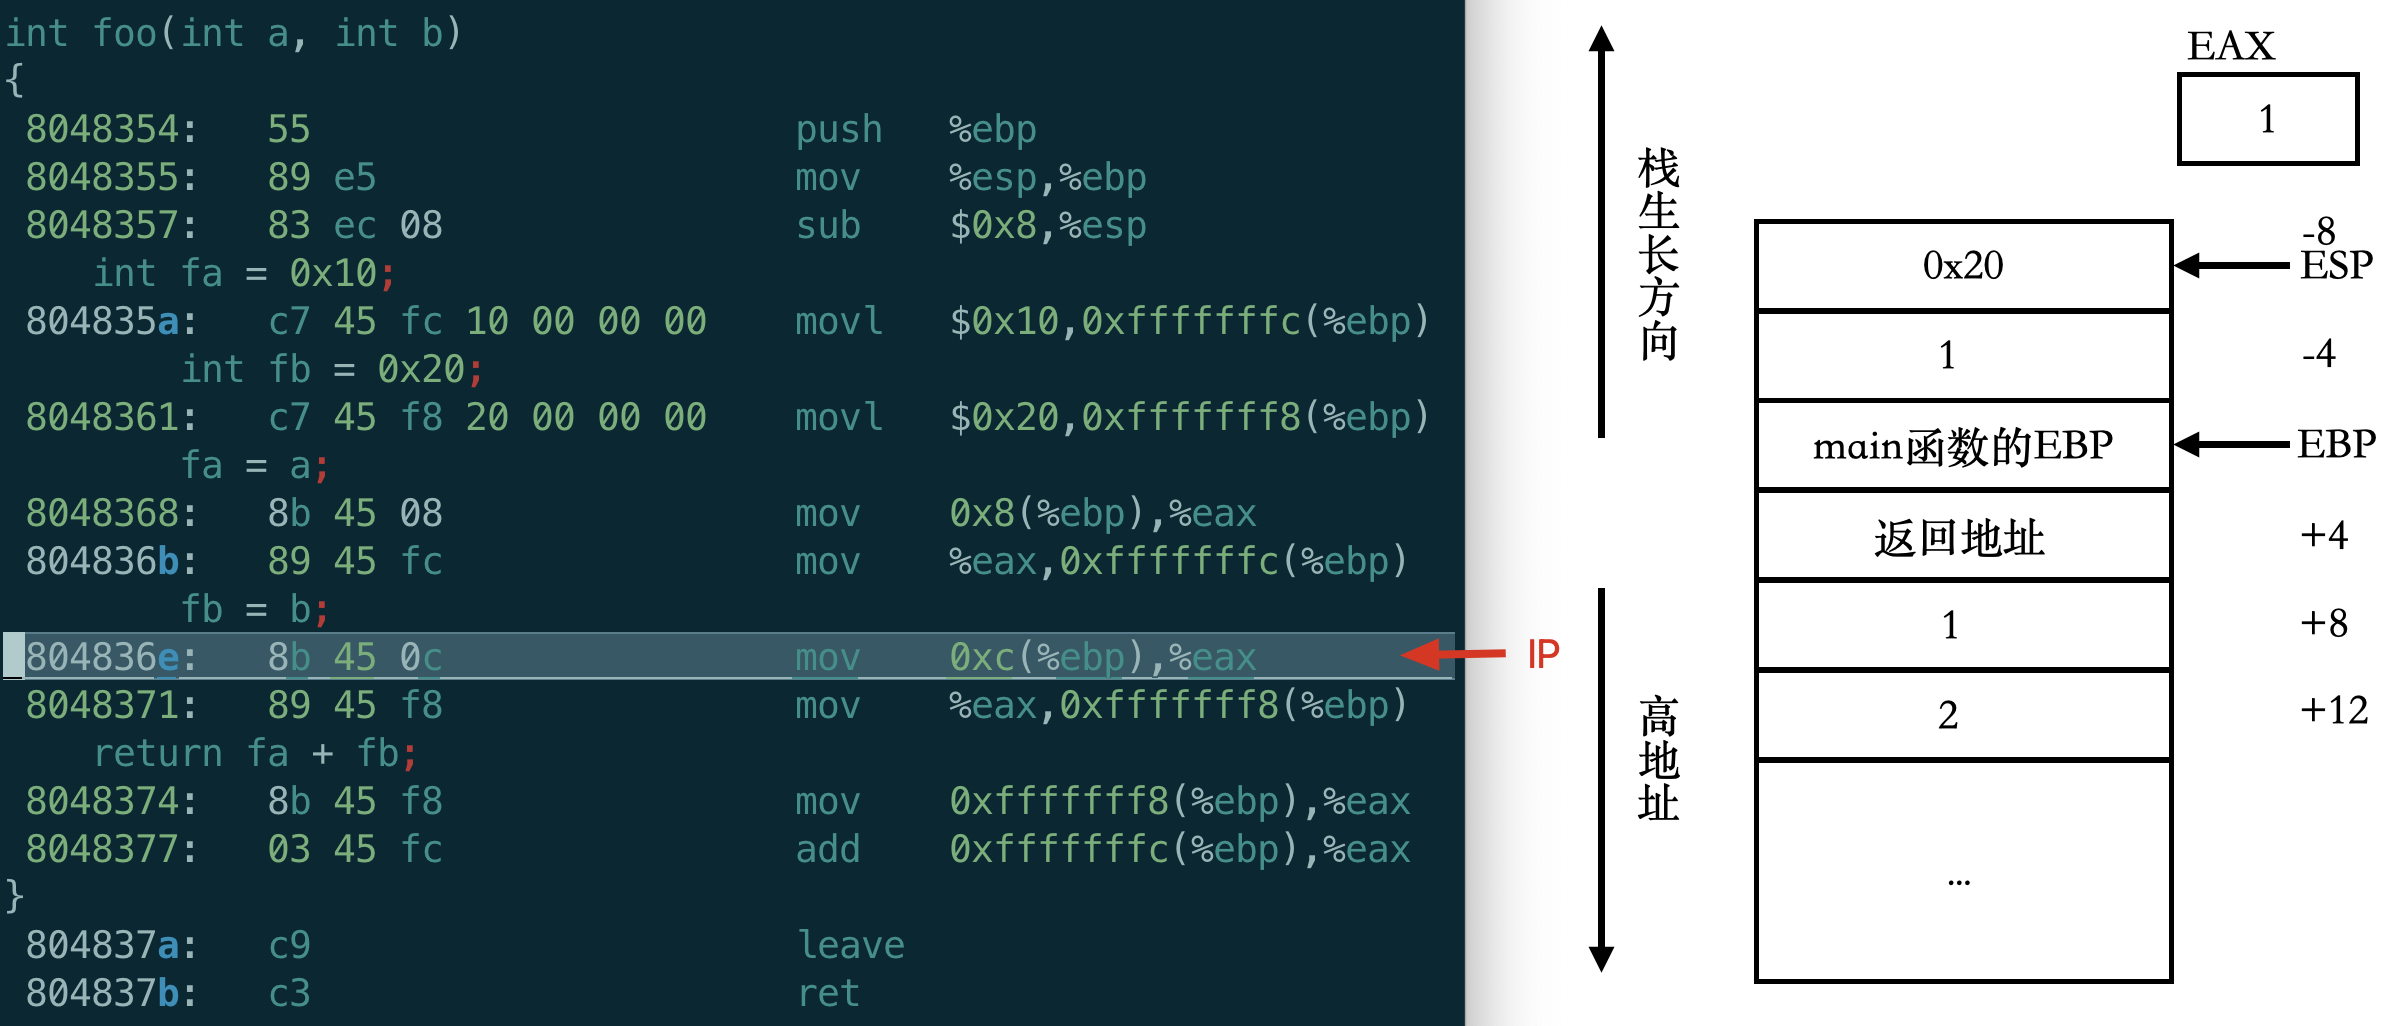 int foo(int a, int b)
{
8048354: 55 push %ebp
8048355: 89 e5 mov %esp,%ebp
8048357: 83 ec 08 sub $0x8,%esp
int fa = 0x10;
804835a: c7 45 fc 10 00 00 00 movl $0x10,0xfffffffc(%ebp)
int fb = 0x20;
8048361: c7 45 f8 20 00 00 00 movl $0x20,0xfffffff8(%ebp)
fa = a;
8048368: 8b 45 08 mov 0x8(%ebp),%eax
804836b: 89 45 fc mov %eax,0xfffffffc(%ebp)
fb = b;
804836e: 8b 45 0c mov 0xc(%ebp),%eax
8048371: 89 45 f8 mov %eax,0xfffffff8(%ebp)
return fa + fb;
8048374: 8b 45 f8 mov 0xfffffff8(%ebp),%eax
8048377: 03 45 fc add 0xfffffffc(%ebp),%eax
}
804837a: c9 leave
804837b: c3 ret
IP
栈生长方向
高地址
EAX
1
-8
0x20 ESP
1 -4
main函数的EBP EBP
返回地址 +4
1 +8
2 +12
...